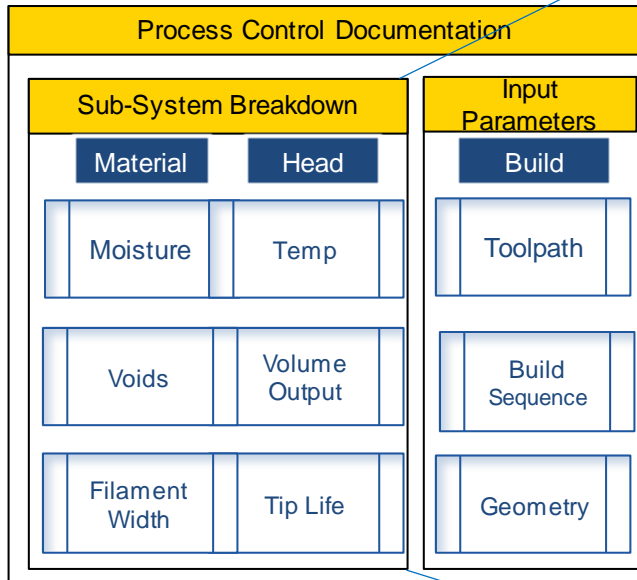 Process Control Documentation
Sub-System Breakdown
Material
Head
Moisture
Temp
Voids
Volume
Output
Filament
Width
Tip Life
Input
Parameters
Build
Toolpath
Build
Sequence
Geometry